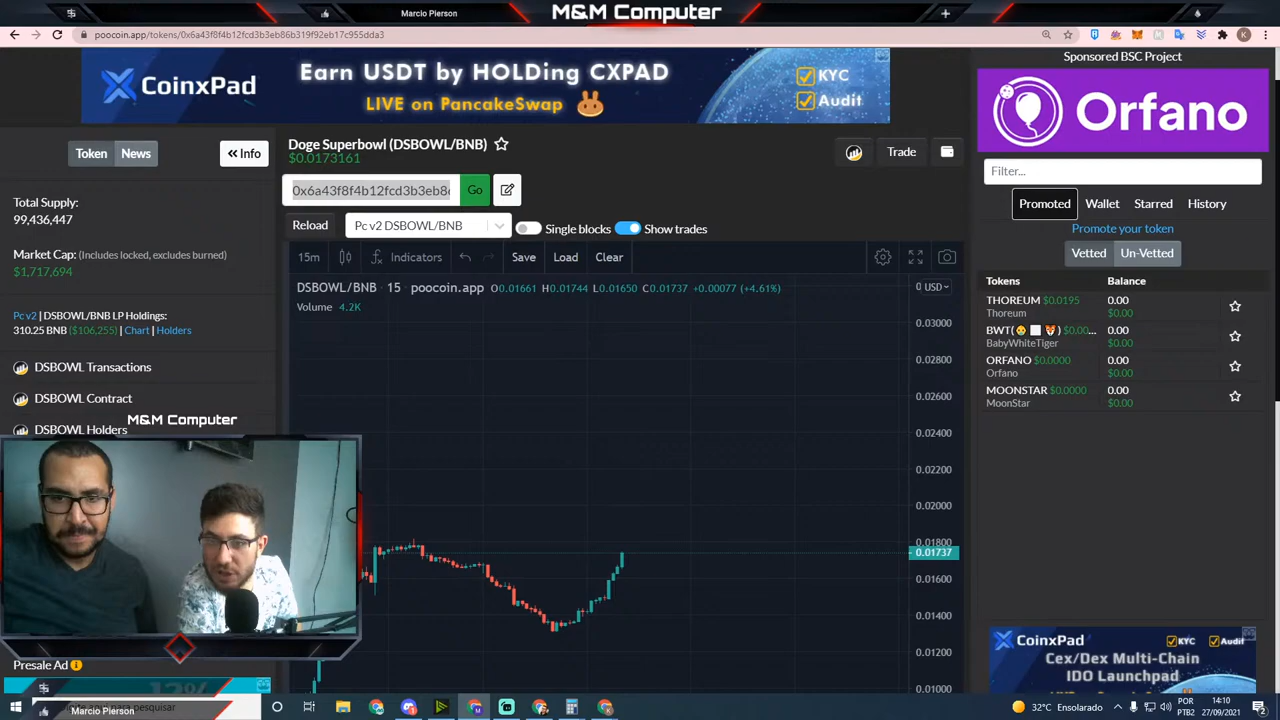 Marcio Pierson
M&M Computer
poocoin.app/tokens/0x6a43f8f4b12fcd3b3eb86b319f92eb17c955dda3
K
CoinxPad
Earn USDT by HOLDing CXPAD
LIVE on PancakeSwap
KYC
Audit
Sponsored BSC Project
Orfano
Token
News
Info
Doge Superbowl (DSBOWL/BNB)
$0.0173161
Trade
0x6a43f8f4b12fcd3b3eb8
Go
Filter...
Total Supply:
99,436,447
Promoted
Wallet
Starred
History
Reload
Pc v2 DSBOWL/BNB
Single blocks
Show trades
Promote your token
Market Cap: (Includes locked, excludes burned)
$1,717,694
Vetted
Un-Vetted
15m
Indicators
Save
Load
Clear
Tokens
Balance
DSBOWL/BNB · 15 · poocoin.app O0.01661 H0.01744 L0.01650 C0.01737 +0.00077 (+4.61%)
USD
Volume 4.2K
THOREUM $0.0195
Thoreum
0.00
$0.00
Pc v2 | DSBOWL/BNB LP Holdings:
310.25 BNB ($106,255) | Chart | Holders
BWT( ) $0.00...
BabyWhiteTiger
0.00
$0.00
ORFANO $0.0000
Orfano
0.00
$0.00
MOONSTAR $0.0000
MoonStar
0.00
$0.00
DSBOWL Transactions
DSBOWL Contract
M&M Computer
DSBOWL Holders
0.03000
0.02800
0.02600
0.02400
0.02200
0.02000
0.01800
0.01737
0.01600
0.01400
0.01200
0.01000
Presale Ad
CoinxPad
KYC
Audit
Cex/Dex Multi-Chain
IDO Launchpad
Marcio Pierson
aqui para pesquisar
32°C Ensolarado
POR
PTB2
14:10
27/09/2021
2